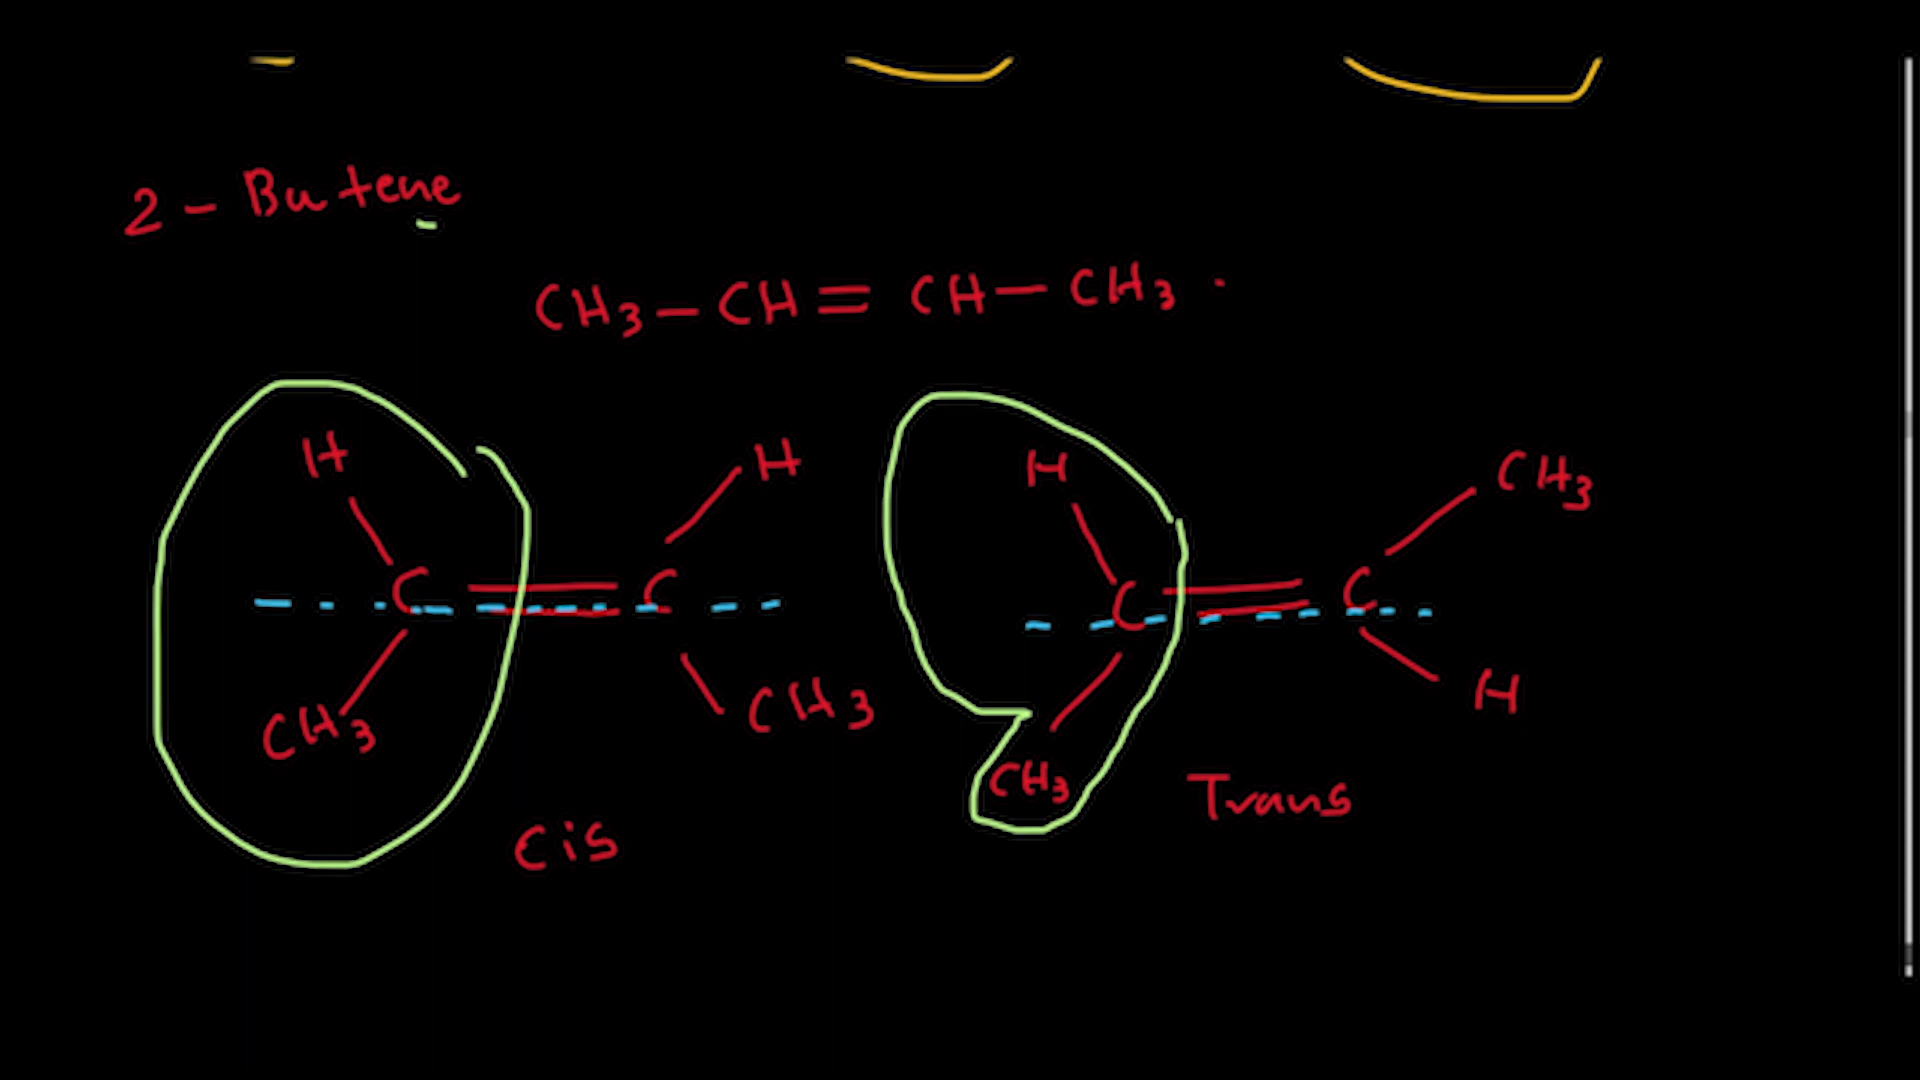 2 - Butene
CH3 — CH = CH — CH3 .
H H
C = C
CH3 CH3
Cis
H CH3
C = C
CH3 H
Trans